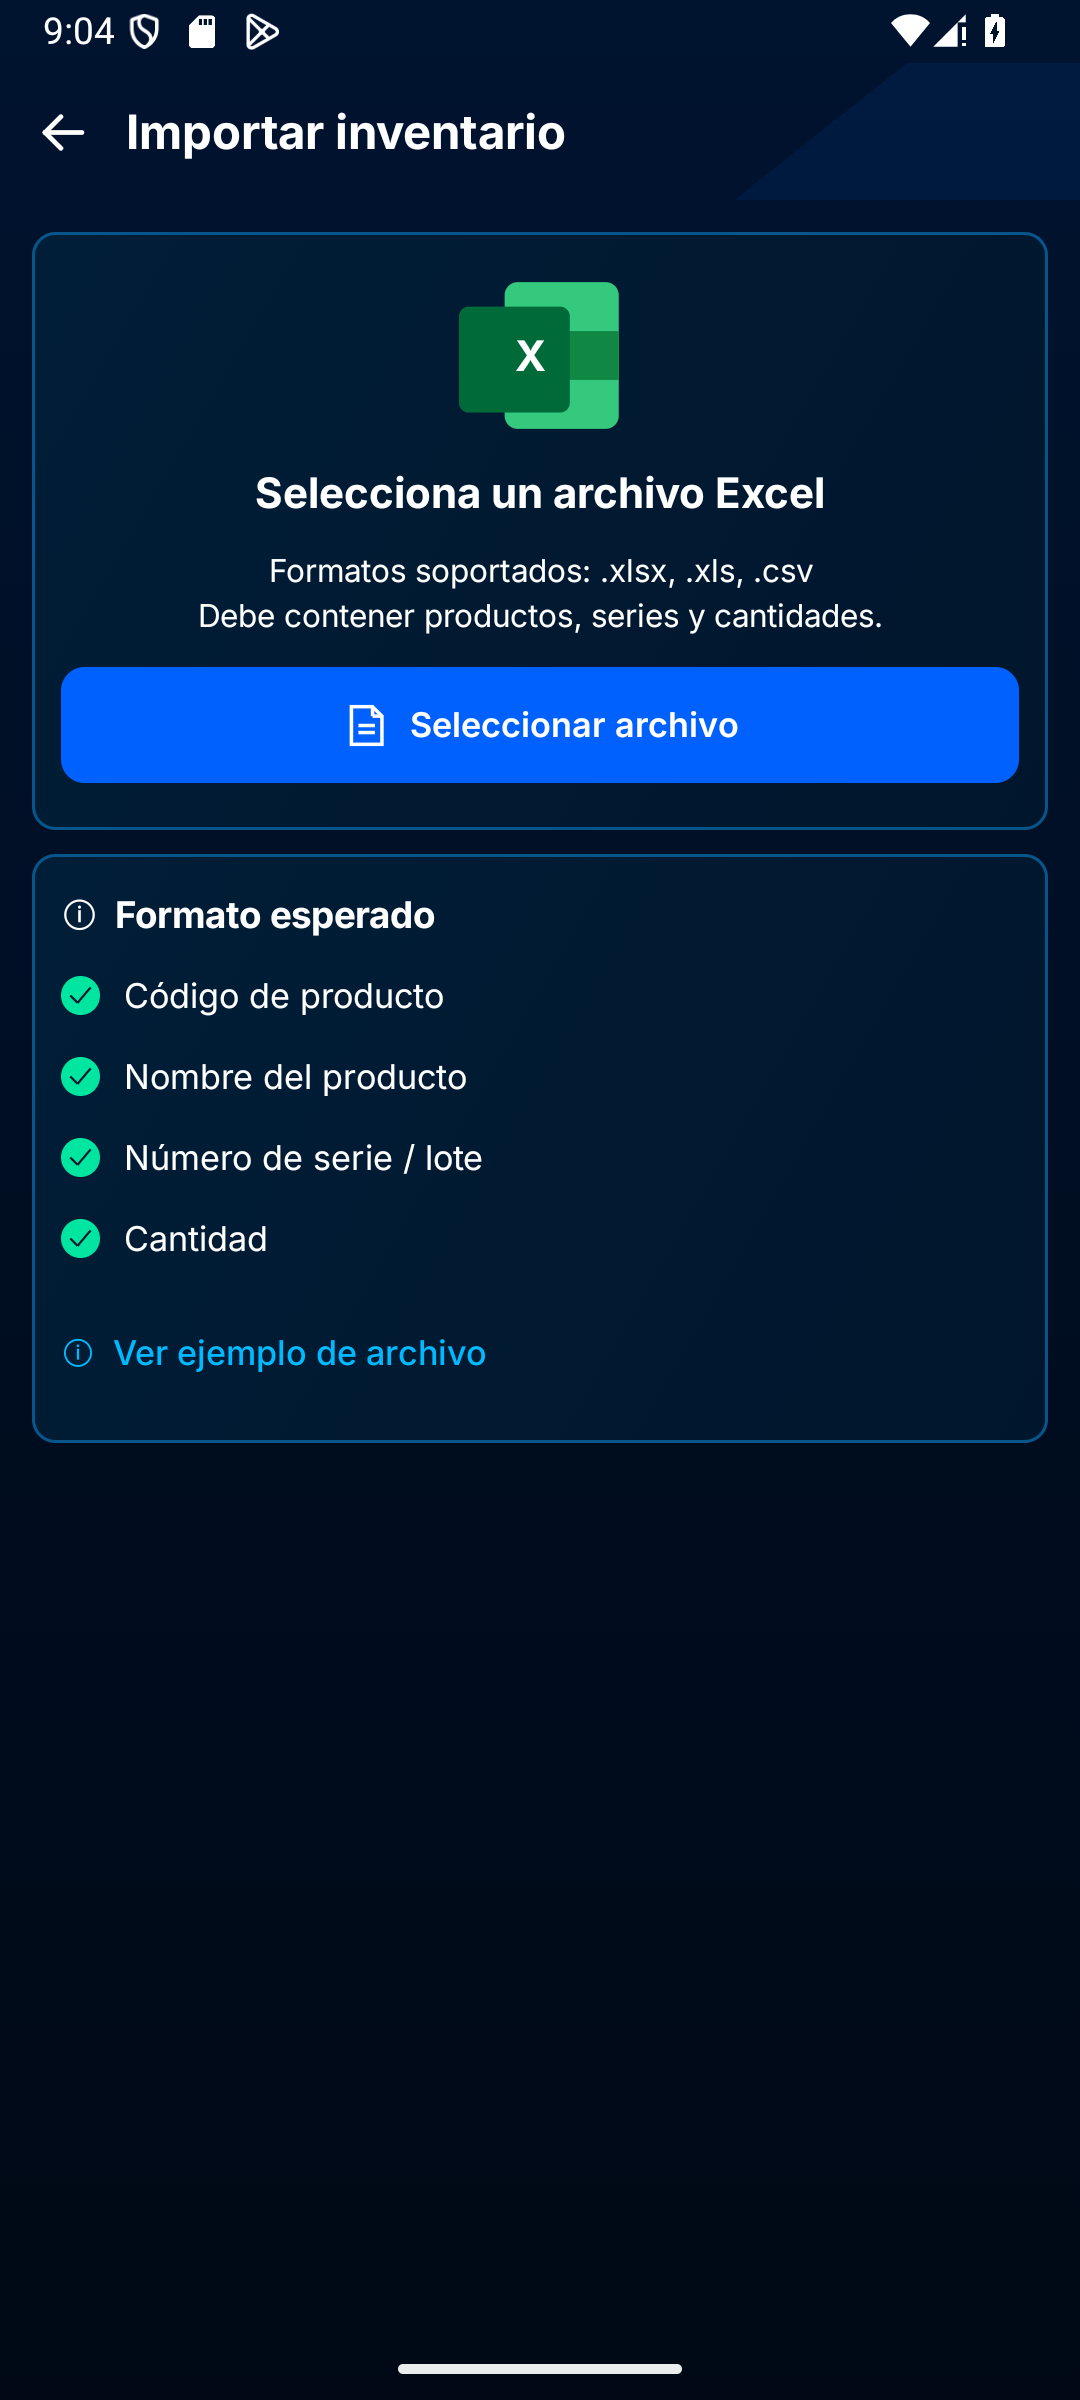 9:04
Importar inventario
X
Selecciona un archivo Excel
Formatos soportados: .xlsx, .xls, .csv
Debe contener productos, series y cantidades.
Seleccionar archivo
Formato esperado
Código de producto
Nombre del producto
Número de serie / lote
Cantidad
Ver ejemplo de archivo